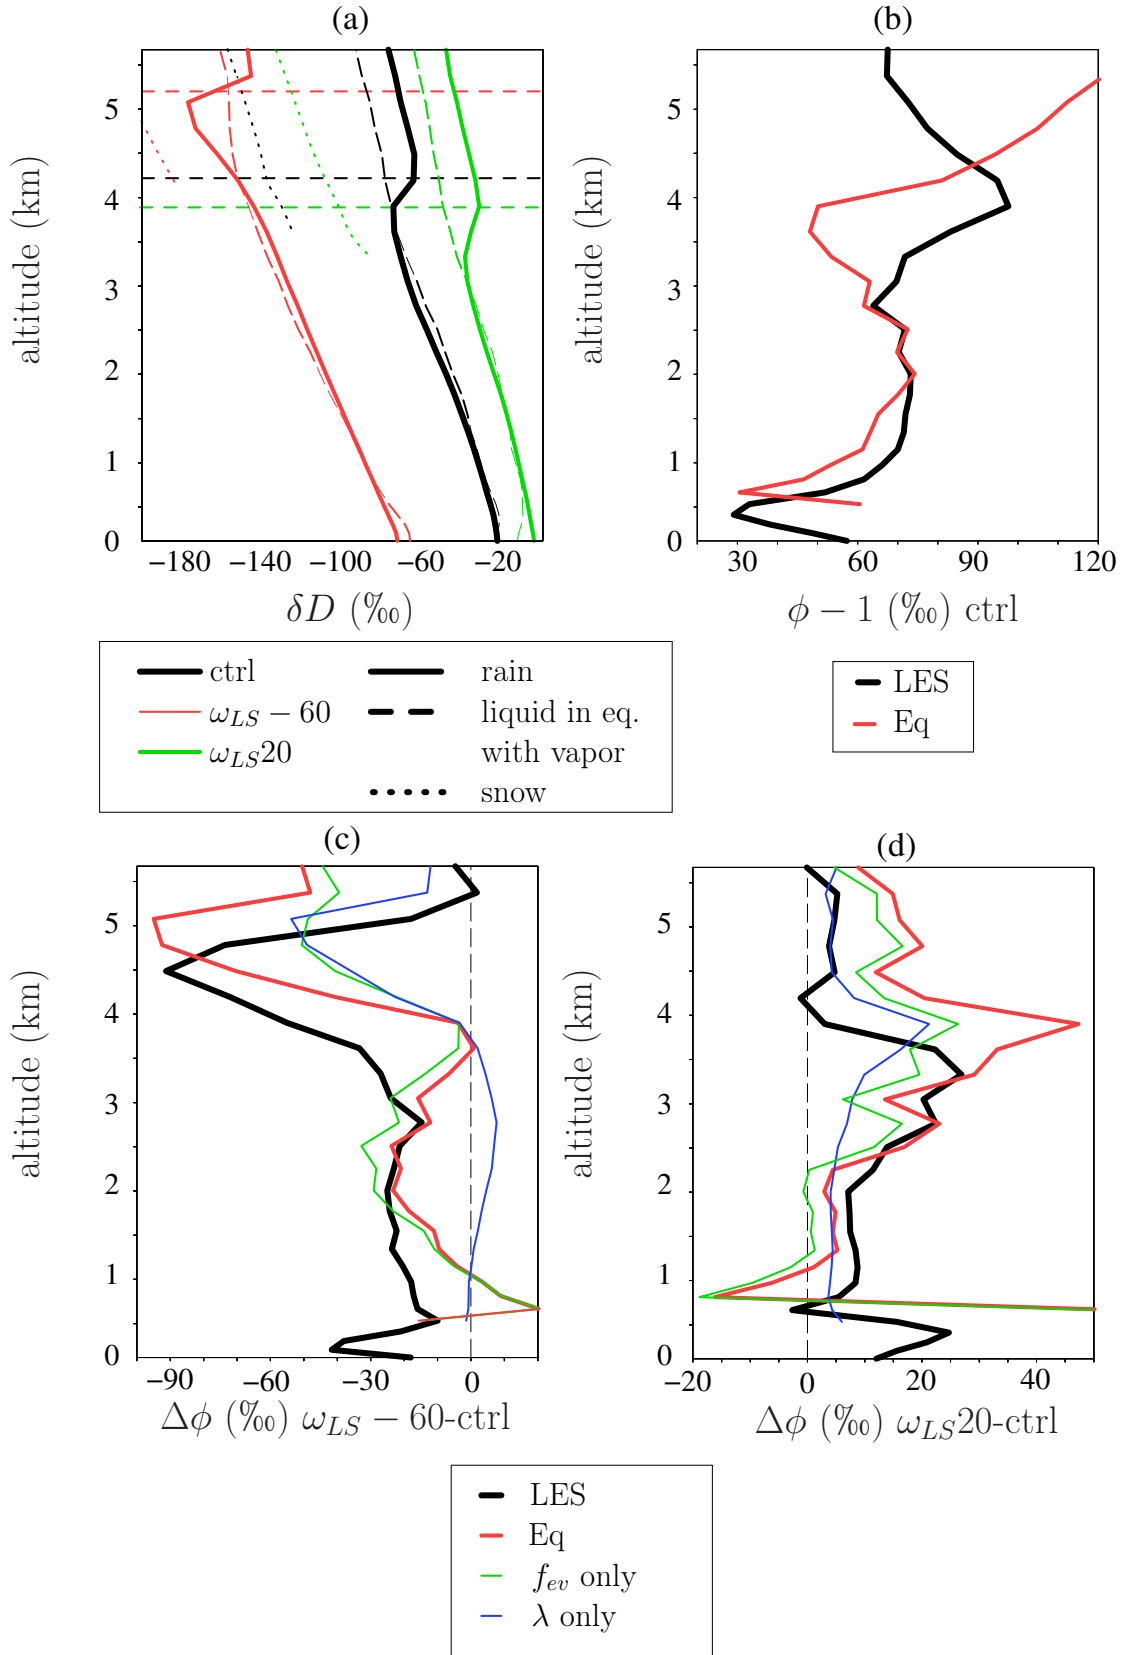 (a)
(b)
altitude (km)
5
4
3
2
1
0
−180 −140 −100 −60 −20
δD (‰)
altitude (km)
5
4
3
2
1
0
30 60 90 120
ϕ − 1 (‰) ctrl
ctrl
ω_LS − 60
ω_LS20
rain
liquid in eq.
with vapor
snow
LES
Eq
(c)
(d)
altitude (km)
5
4
3
2
1
0
−90 −60 −30 0
Δϕ (‰) ω_LS − 60-ctrl
altitude (km)
5
4
3
2
1
0
−20 0 20 40
Δϕ (‰) ω_LS20-ctrl
LES
Eq
f_ev only
λ only